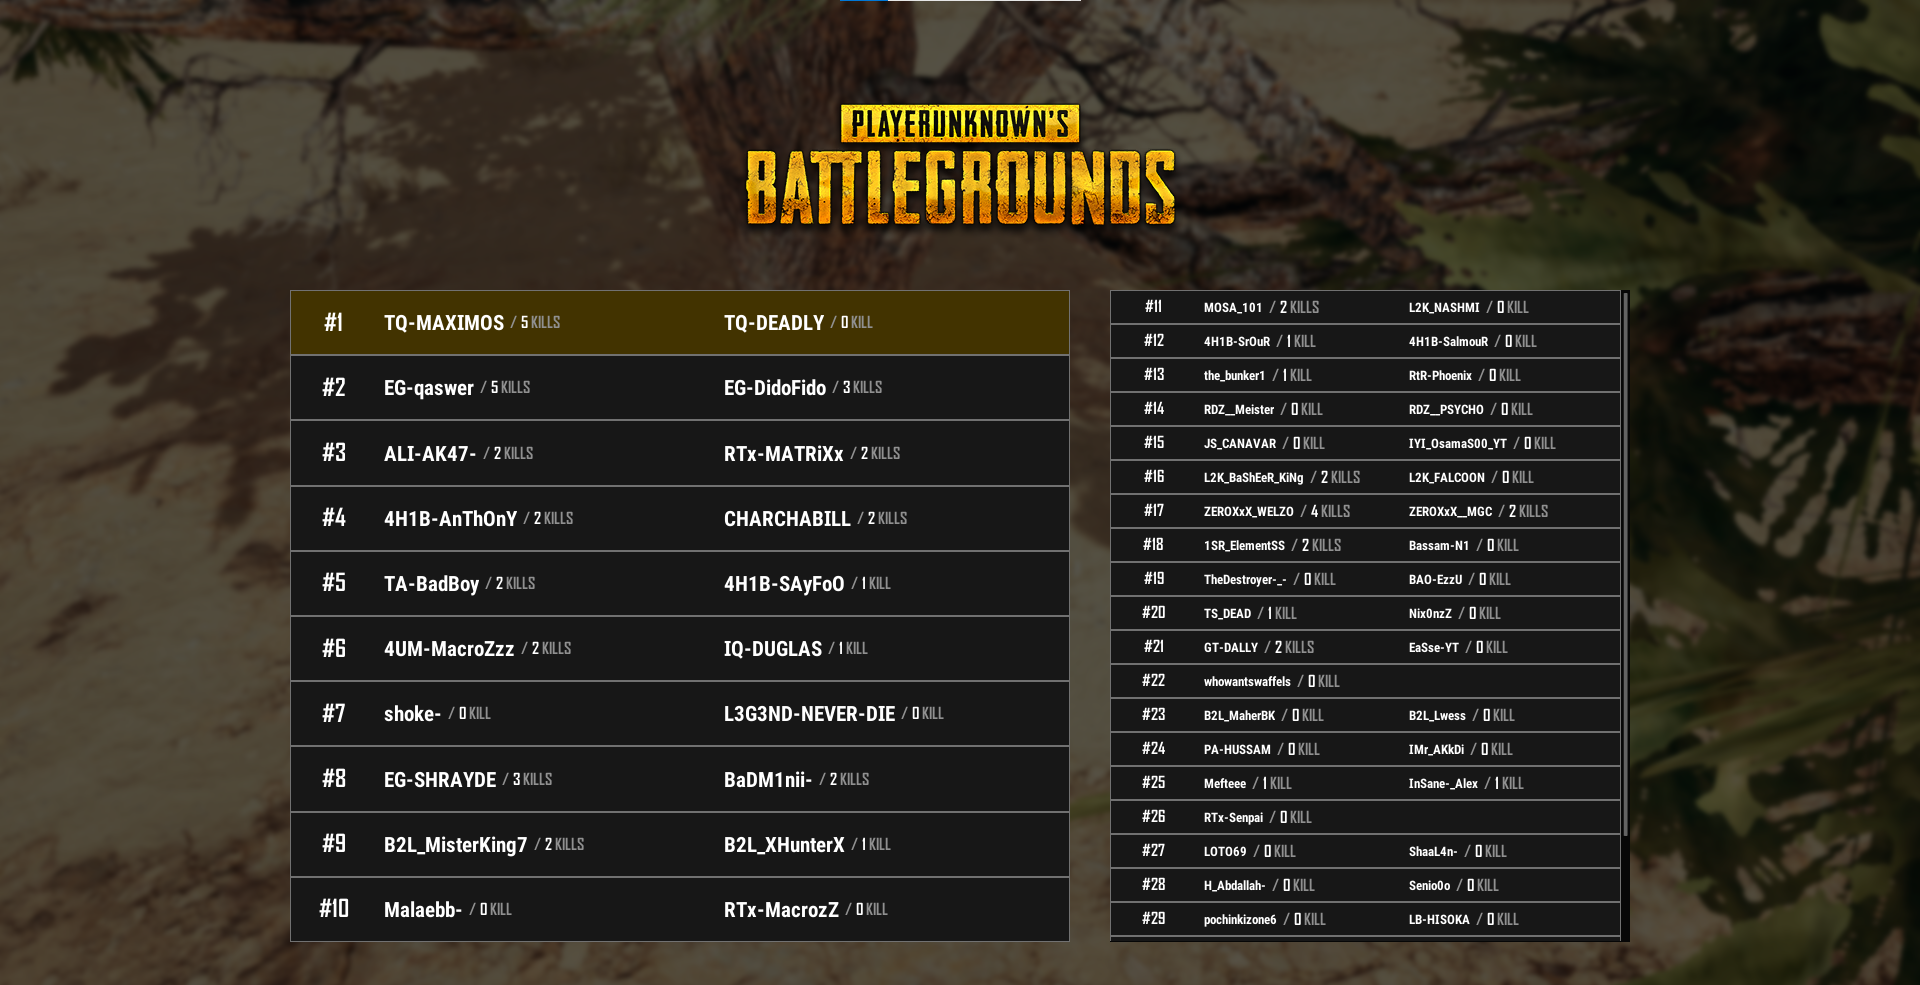 PLAYERUNKNOWN'S
BATTLEGROUNDS
#1 TQ-MAXIMOS / 5 KILLS TQ-DEADLY / 0 KILL
#2 EG-qaswer / 5 KILLS EG-DidoFido / 3 KILLS
#3 ALI-AK47- / 2 KILLS RTx-MATRiXx / 2 KILLS
#4 4H1B-AnThOnY / 2 KILLS CHARCHABILL / 2 KILLS
#5 TA-BadBoy / 2 KILLS 4H1B-SAyFoO / 1 KILL
#6 4UM-MacroZzz / 2 KILLS IQ-DUGLAS / 1 KILL
#7 shoke- / 0 KILL L3G3ND-NEVER-DIE / 0 KILL
#8 EG-SHRAYDE / 3 KILLS BaDM1nii- / 2 KILLS
#9 B2L_MisterKing7 / 2 KILLS B2L_XHunterX / 1 KILL
#10 Malaebb- / 0 KILL RTx-MacrozZ / 0 KILL
#11 MOSA_101 / 2 KILLS L2K_NASHMI / 0 KILL
#12 4H1B-SrOuR / 1 KILL 4H1B-SalmouR / 0 KILL
#13 the_bunker1 / 1 KILL RtR-Phoenix / 0 KILL
#14 RDZ__Meister / 0 KILL RDZ__PSYCHO / 0 KILL
#15 JS_CANAVAR / 0 KILL IYI_OsamaS00_YT / 0 KILL
#16 L2K_BaShEeR_KiNg / 2 KILLS L2K_FALCOON / 0 KILL
#17 ZEROXxX_WELZO / 4 KILLS ZEROXxX__MGC / 2 KILLS
#18 1SR_ElementSS / 2 KILLS Bassam-N1 / 0 KILL
#19 TheDestroyer-_- / 0 KILL BAO-EzzU / 0 KILL
#20 TS_DEAD / 1 KILL Nix0nzZ / 0 KILL
#21 GT-DALLY / 2 KILLS EaSse-YT / 0 KILL
#22 whowantswaffels / 0 KILL
#23 B2L_MaherBK / 0 KILL B2L_Lwess / 0 KILL
#24 PA-HUSSAM / 0 KILL IMr_AKkDi / 0 KILL
#25 Mefteee / 1 KILL InSane-_Alex / 1 KILL
#26 RTx-Senpai / 0 KILL
#27 LOTO69 / 0 KILL ShaaL4n- / 0 KILL
#28 H_Abdallah- / 0 KILL Senio0o / 0 KILL
#29 pochinkizone6 / 0 KILL LB-HISOKA / 0 KILL